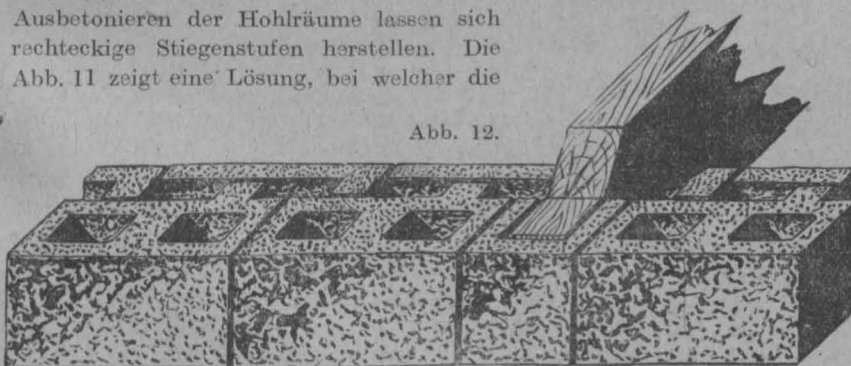 Ausbetonieren der Hohlräume lassen sich
rechteckige Stiegenstufen herstellen. Die
Abb. 11 zeigt eine Lösung, bei welcher die
Abb. 12.